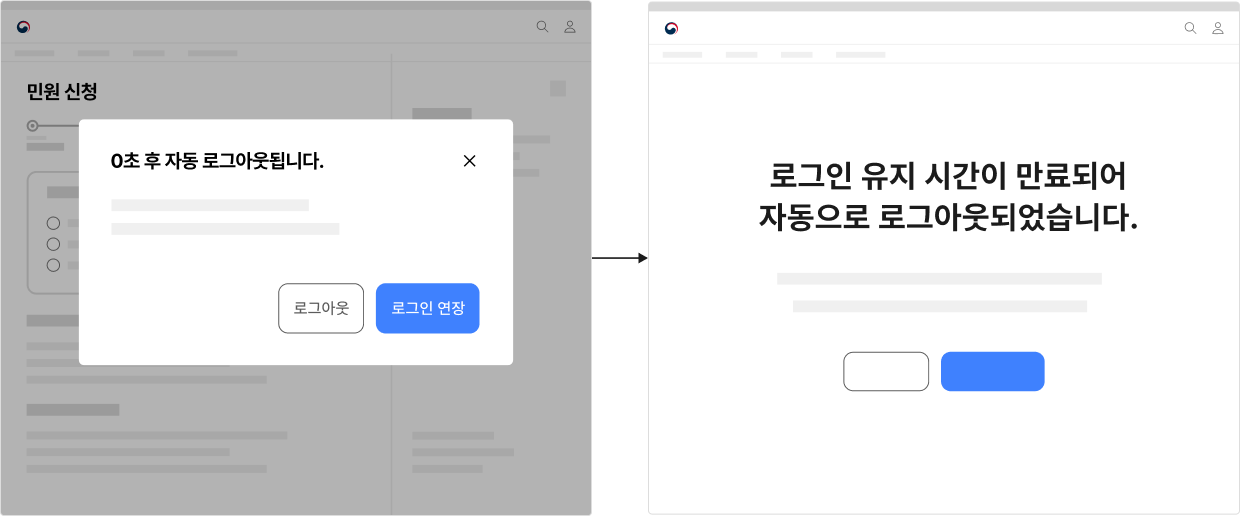 민원 신청
0초 후 자동 로그아웃됩니다.
로그아웃
로그인 연장
로그인 유지 시간이 만료되어
자동으로 로그아웃되었습니다.